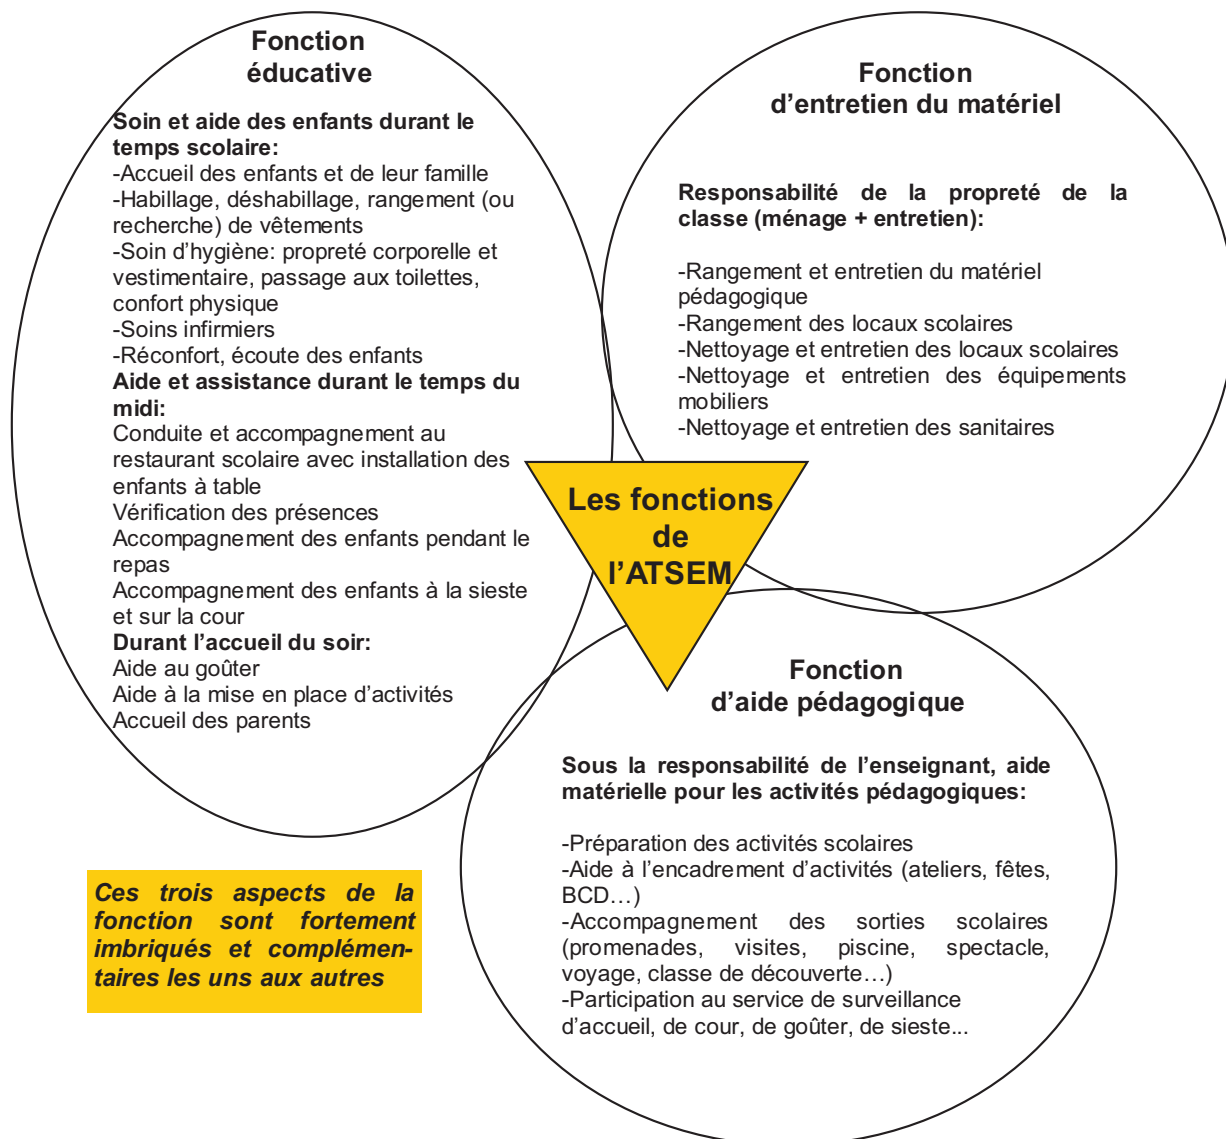 Fonction
éducative
Soin et aide des enfants durant le
temps scolaire:
-Accueil des enfants et de leur famille
-Habillage, déshabillage, rangement (ou
recherche) de vêtements
-Soin d’hygiène: propreté corporelle et
vestimentaire, passage aux toilettes,
confort physique
-Soins infirmiers
-Réconfort, écoute des enfants
Aide et assistance durant le temps du
midi:
Conduite et accompagnement au
restaurant scolaire avec installation des
enfants à table
Vérification des présences
Accompagnement des enfants pendant le
repas
Accompagnement des enfants à la sieste
et sur la cour
Durant l’accueil du soir:
Aide au goûter
Aide à la mise en place d’activités
Accueil des parents
Fonction
d’entretien du matériel
Responsabilité de la propreté de la
classe (ménage + entretien):
-Rangement et entretien du matériel
pédagogique
-Rangement des locaux scolaires
-Nettoyage et entretien des locaux scolaires
-Nettoyage et entretien des équipements
mobiliers
-Nettoyage et entretien des sanitaires
Les fonctions
de
l’ATSEM
Fonction
d’aide pédagogique
Sous la responsabilité de l’enseignant, aide
matérielle pour les activités pédagogiques:
-Préparation des activités scolaires
-Aide à l’encadrement d’activités (ateliers, fêtes,
BCD…)
-Accompagnement des sorties scolaires
(promenades, visites, piscine, spectacle,
voyage, classe de découverte…)
-Participation au service de surveillance
d’accueil, de cour, de goûter, de sieste...
Ces trois aspects de la
fonction sont fortement
imbriqués et complémen-
taires les uns aux autres